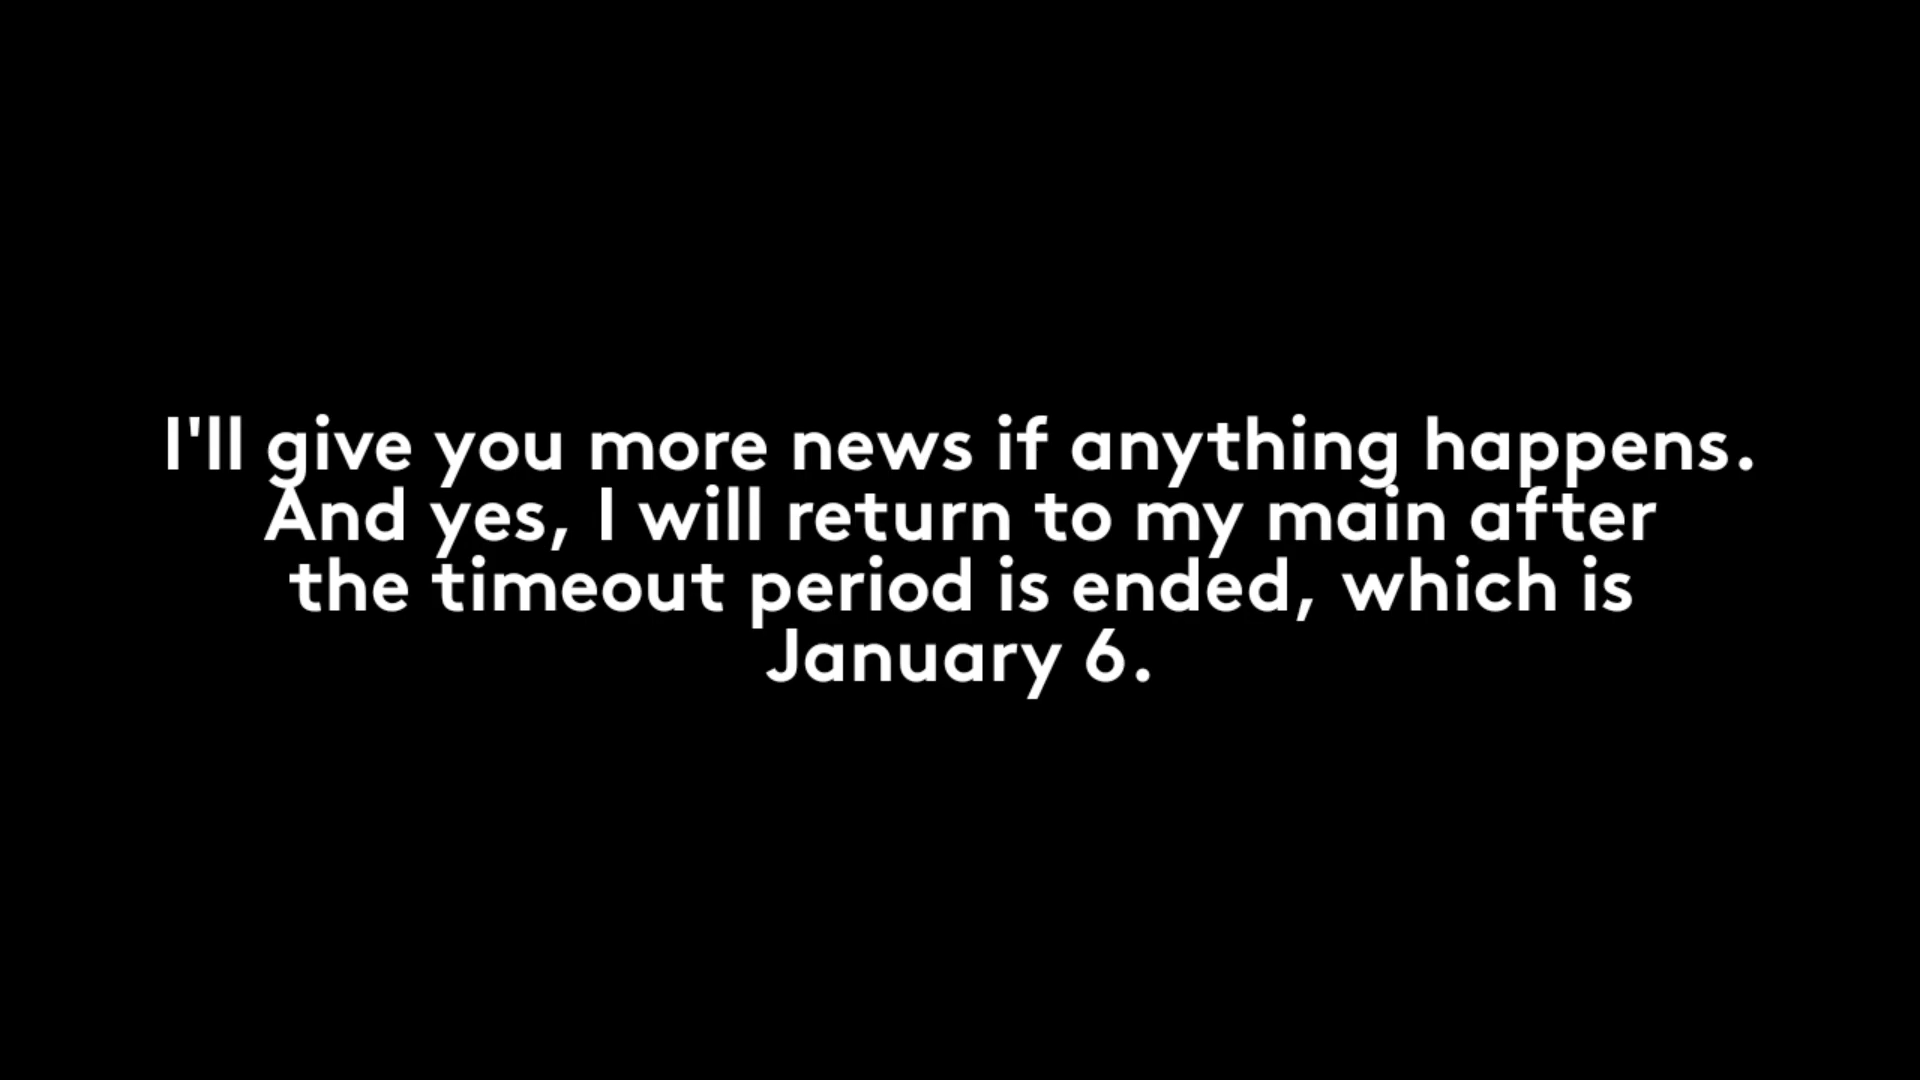 I'll give you more news if anything happens.
And yes, I will return to my main after
the timeout period is ended, which is
January 6.